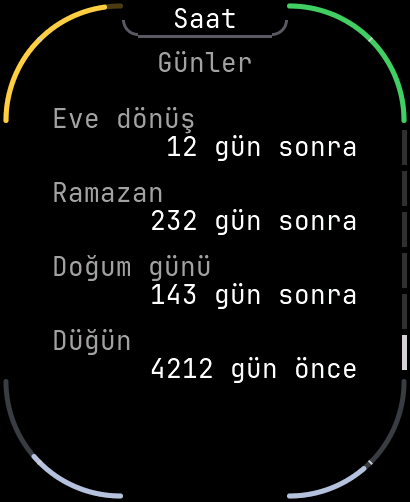 Saat
Günler
Eve dönüş
12 gün sonra
Ramazan
232 gün sonra
Doğum günü
143 gün sonra
Düğün
4212 gün önce